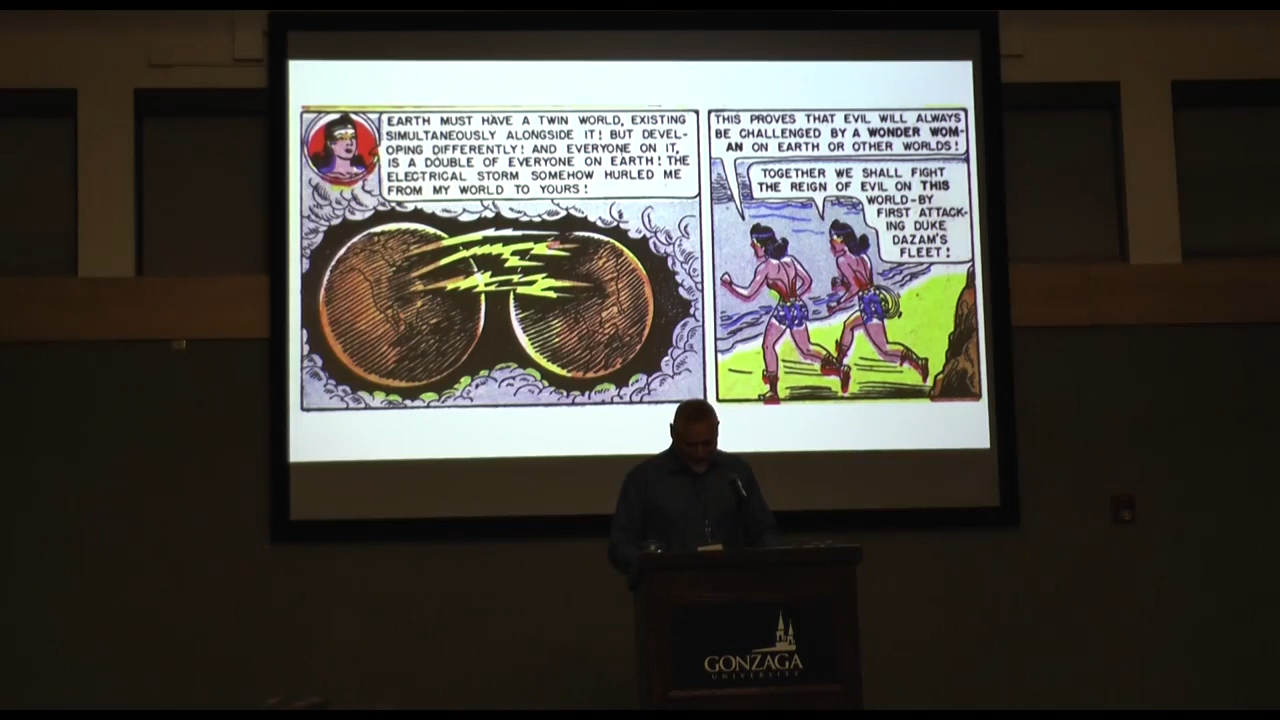 EARTH MUST HAVE A TWIN WORLD, EXISTING
SIMULTANEOUSLY ALONGSIDE IT! BUT DEVEL-
OPING DIFFERENTLY! AND EVERYONE ON IT,
IS A DOUBLE OF EVERYONE ON EARTH! THE
ELECTRICAL STORM SOMEHOW HURLED ME
FROM MY WORLD TO YOURS!
THIS PROVES THAT EVIL WILL ALWAYS
BE CHALLENGED BY A WONDER WOM-
AN ON EARTH OR OTHER WORLDS!
TOGETHER WE SHALL FIGHT
THE REIGN OF EVIL ON THIS
WORLD-BY
FIRST ATTACK-
ING DUKE
DAZAM'S
FLEET!
GONZAGA
UNIVERSITY